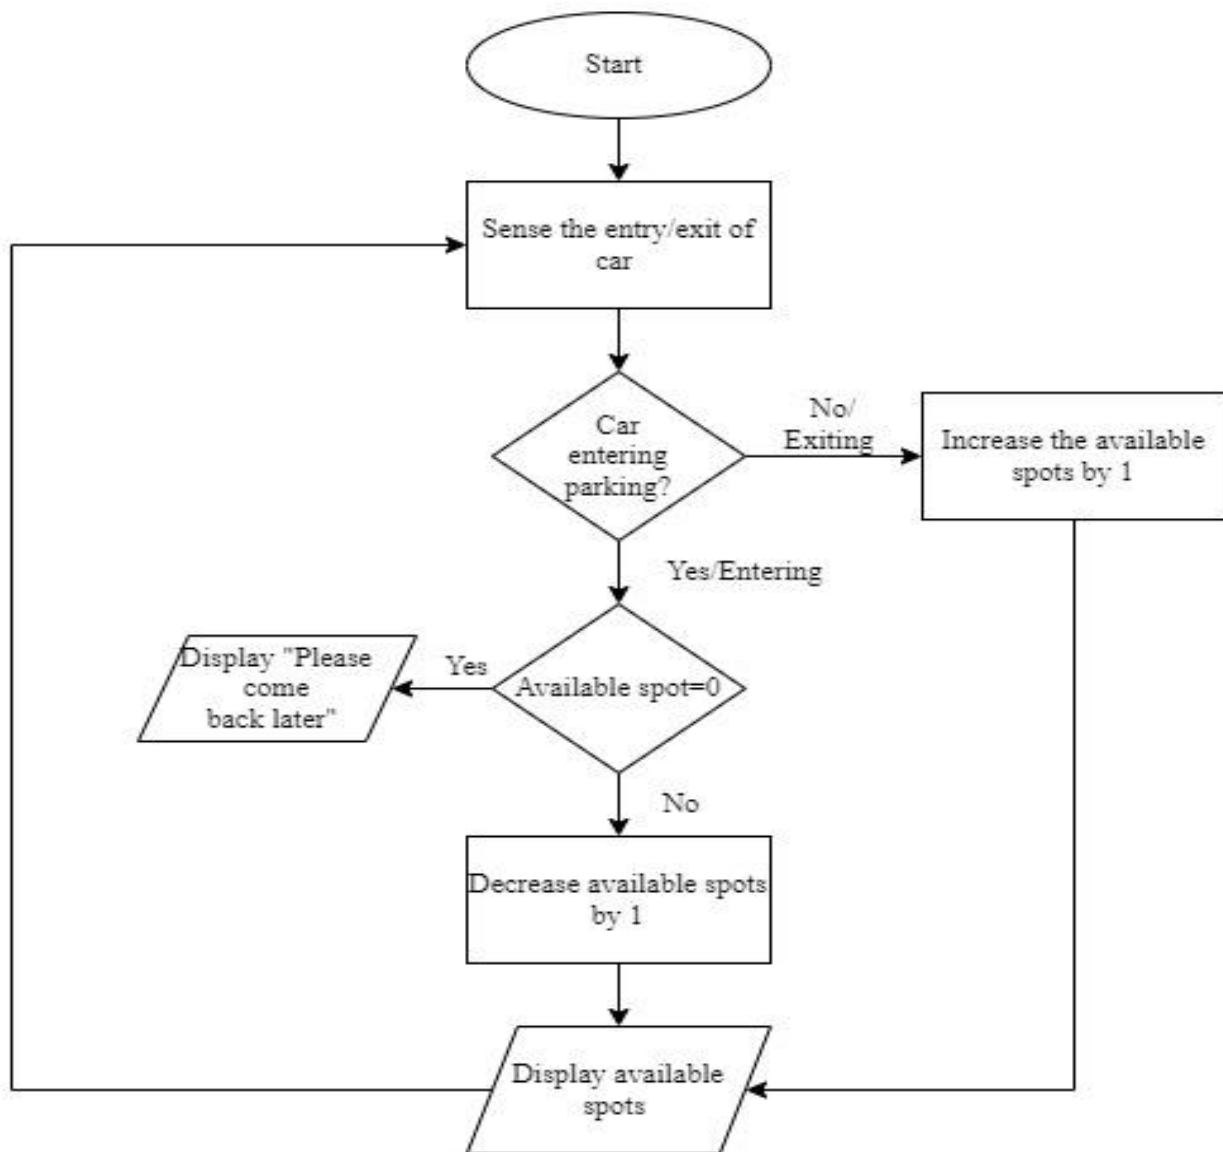 Start
Sense the entry/exit of
car
Car
entering
parking?
No/
Exiting
Increase the available
spots by 1
Yes/Entering
Display "Please
come
back later"
Yes
Available spot=0
No
Decrease available spots
by 1
Display available
spots